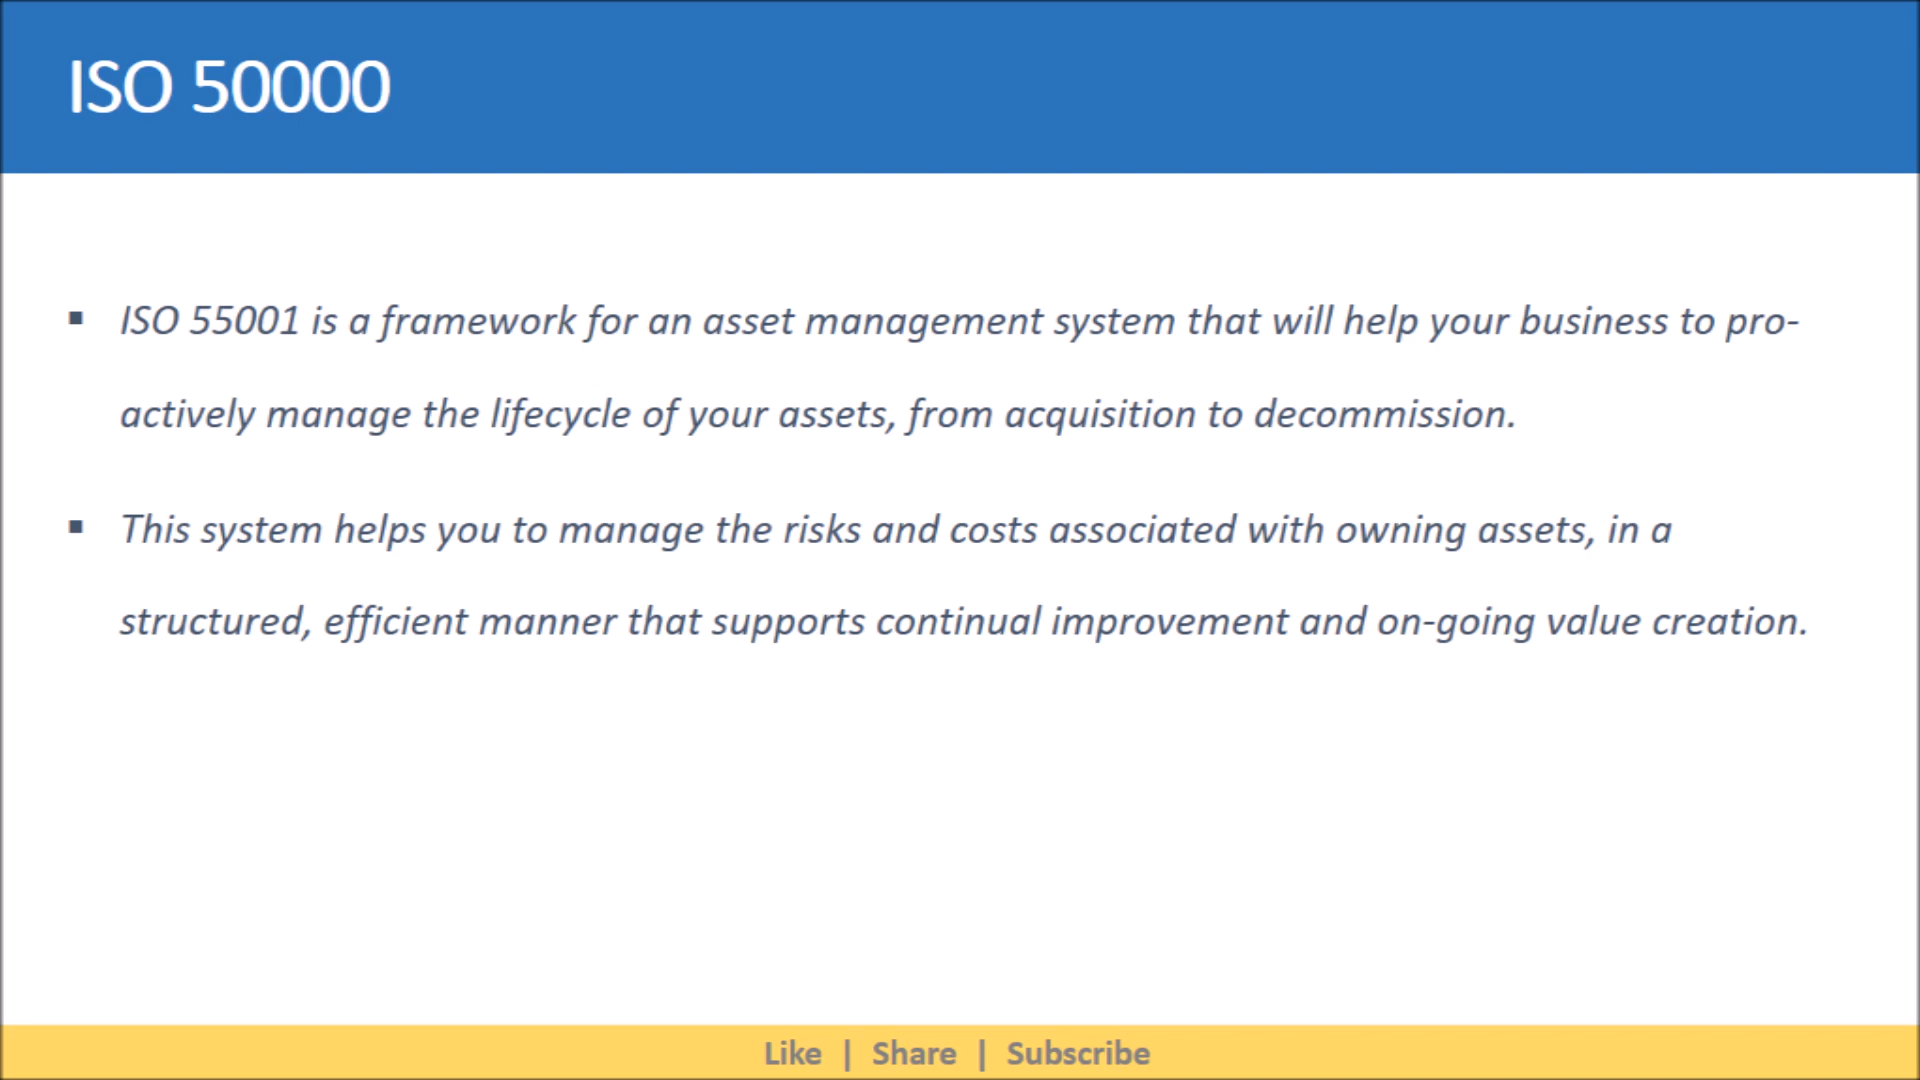 ISO 50000
▪ ISO 55001 is a framework for an asset management system that will help your business to pro-
actively manage the lifecycle of your assets, from acquisition to decommission.
▪ This system helps you to manage the risks and costs associated with owning assets, in a
structured, efficient manner that supports continual improvement and on-going value creation.
Like | Share | Subscribe